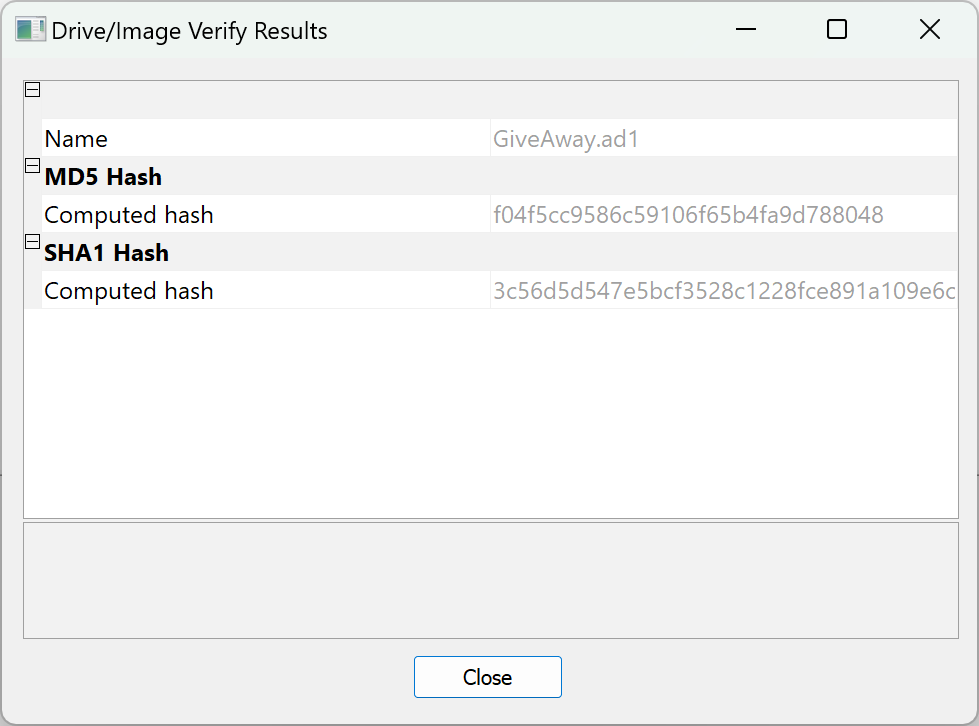 Drive/Image Verify Results
Name GiveAway.ad1
MD5 Hash
Computed hash f04f5cc9586c59106f65b4fa9d788048
SHA1 Hash
Computed hash 3c56d5d547e5bcf3528c1228fce891a109e6c
Close